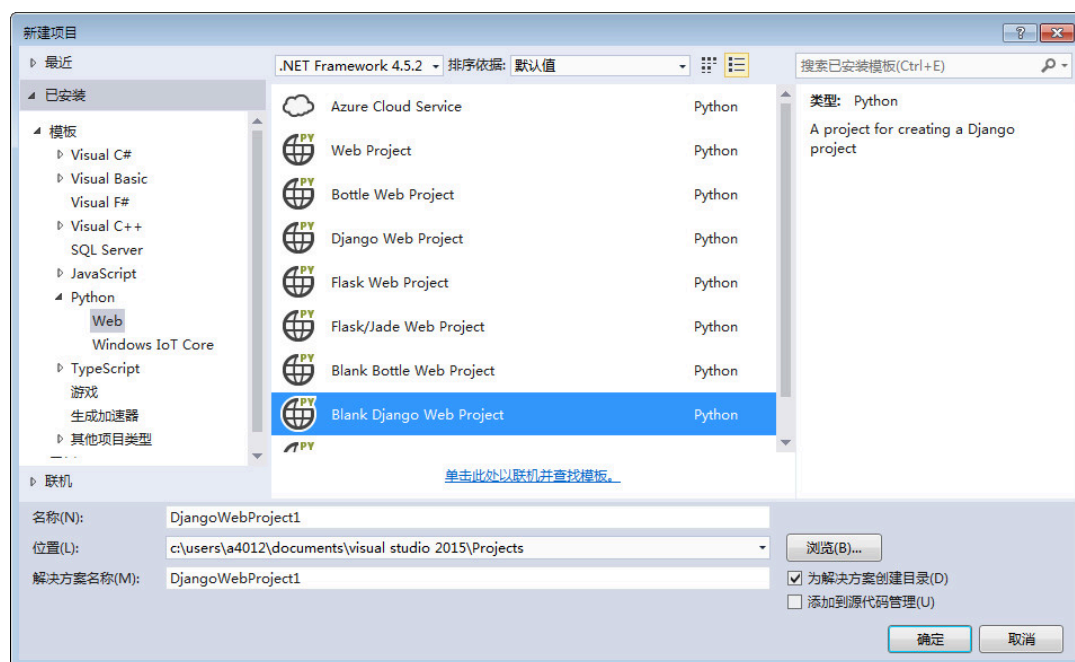 新建项目
最近
.NET Framework 4.5.2 排序依据: 默认值
搜索已安装模板(Ctrl+E)
已安装
模板
Visual C#
Visual Basic
Visual F#
Visual C++
SQL Server
JavaScript
Python
Web
Windows IoT Core
TypeScript
游戏
生成加速器
其他项目类型
联机
Azure Cloud Service Python
Web Project Python
Bottle Web Project Python
Django Web Project Python
Flask Web Project Python
Flask/Jade Web Project Python
Blank Bottle Web Project Python
Blank Django Web Project Python
PY
单击此处以联机并查找模板。
类型: Python
A project for creating a Django
project
名称(N): DjangoWebProject1
位置(L): c:\users\a4012\documents\visual studio 2015\Projects 浏览(B)...
解决方案名称(M): DjangoWebProject1
为解决方案创建目录(D)
添加到源代码管理(U)
确定 取消